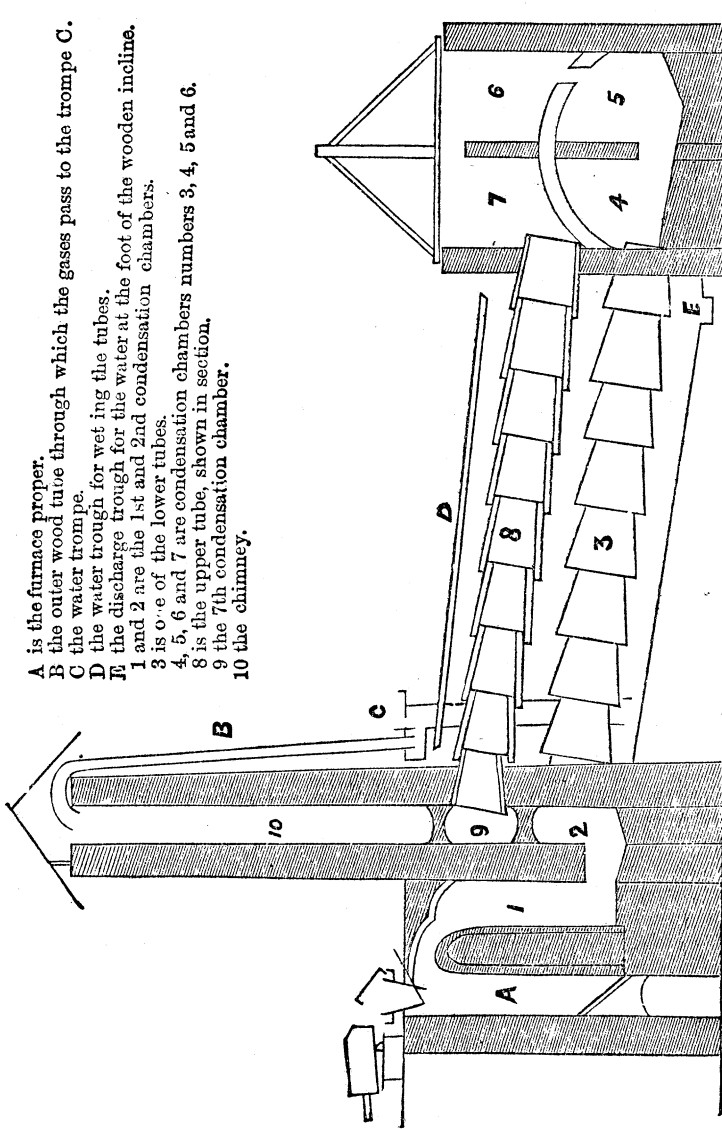 A is the furnace proper.
B the outer wood tube through which the gases pass to the trompe C.
C the water trompe.
D the water trough for wet ing the tubes.
E the discharge trough for the water at the foot of the wooden incline.
1 and 2 are the 1st and 2nd condensation chambers.
3 is o e of the lower tubes.
4, 5, 6 and 7 are condensation chambers numbers 3, 4, 5 and 6.
8 is the upper tube, shown in section.
9 the 7th condensation chamber.
10 the chimney.
B
C
D
10
9
2
1
A
8
3
E
7
6
4
5